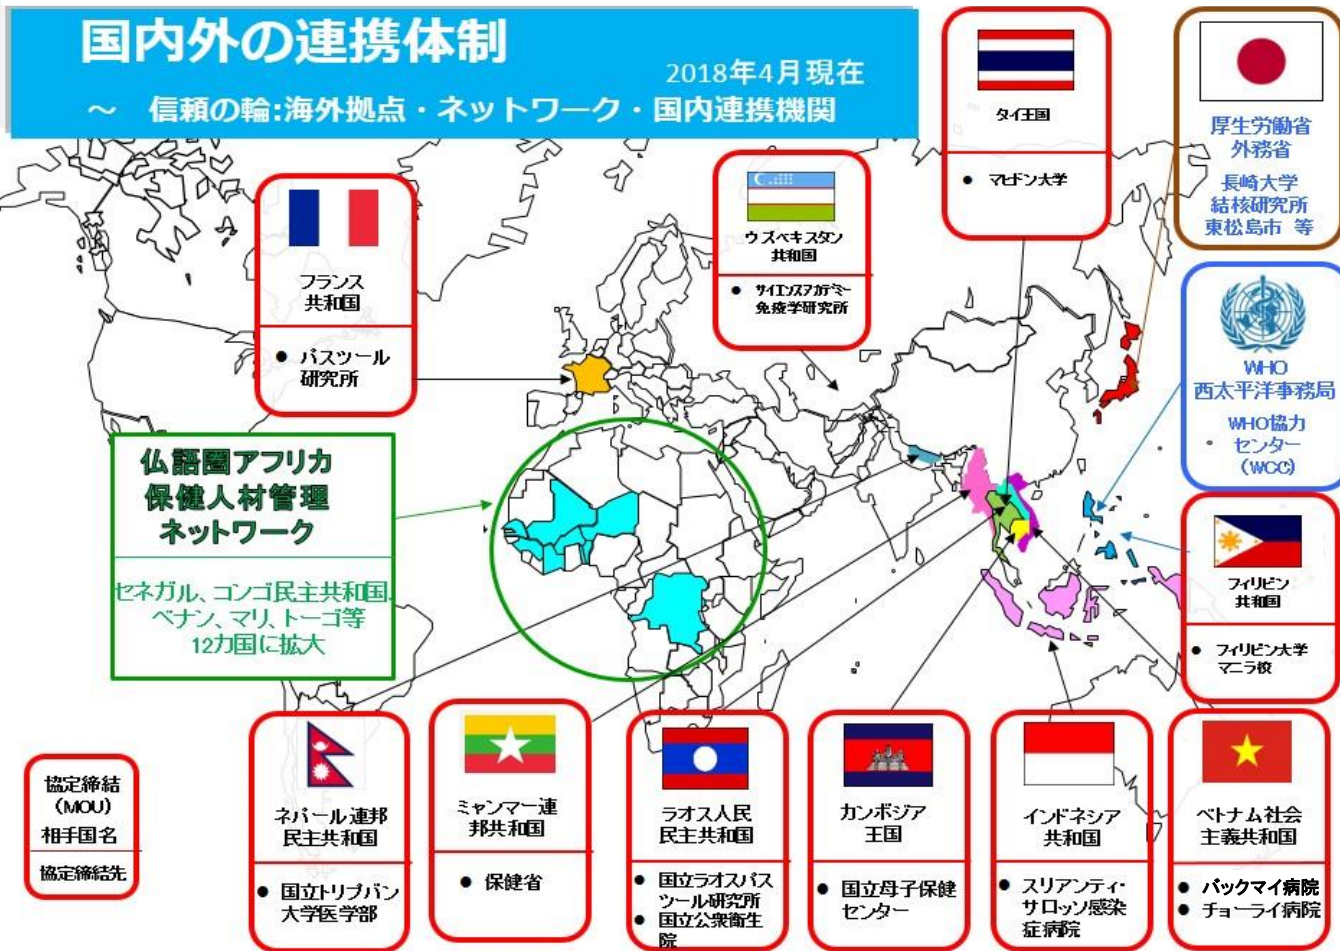 国内外の連携体制
2018年4月現在
～ 信頼の輪:海外拠点・ネットワーク・国内連携機関
タイ王国
● マヒドン大学
厚生労働省
外務省
長崎大学
結核研究所
東松島市 等
フランス
共和国
● パスツール
研究所
ウズベキスタン
共和国
● サイエンスアカデミー
免疫学研究所
WHO
西太平洋事務局
WHO協力
センター
(WCC)
仏語圏アフリカ
保健人材管理
ネットワーク
セネガル、コンゴ民主共和国、
ベナン、マリ、トーゴ等
12カ国に拡大
フィリピン
共和国
● フィリピン大学
マニラ校
協定締結
(MOU)
相手国名
協定締結先
ネパール連邦
民主共和国
● 国立トリブバン
大学医学部
ミャンマー連
邦共和国
● 保健省
ラオス人民
民主共和国
● 国立ラオスパス
ツール研究所
● 国立公衆衛生
院
カンボジア
王国
● 国立母子保健
センター
インドネシア
共和国
● スリアンティ・
サロッソ感染
症病院
ベトナム社会
主義共和国
● バックマイ病院
● チョーライ病院